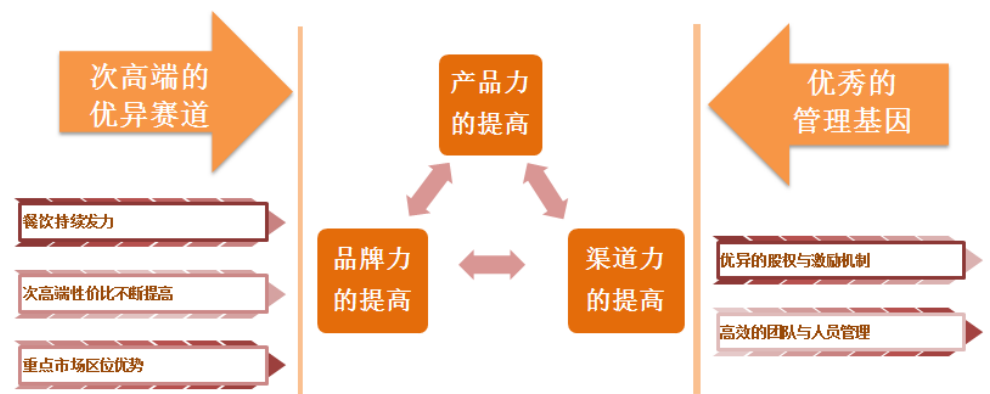 次高端的
优异赛道
餐饮持续发力
次高端性价比不断提高
重点市场区位优势
产品力
的提高
品牌力
的提高
渠道力
的提高
优秀的
管理基因
优异的股权与激励机制
高效的团队与人员管理